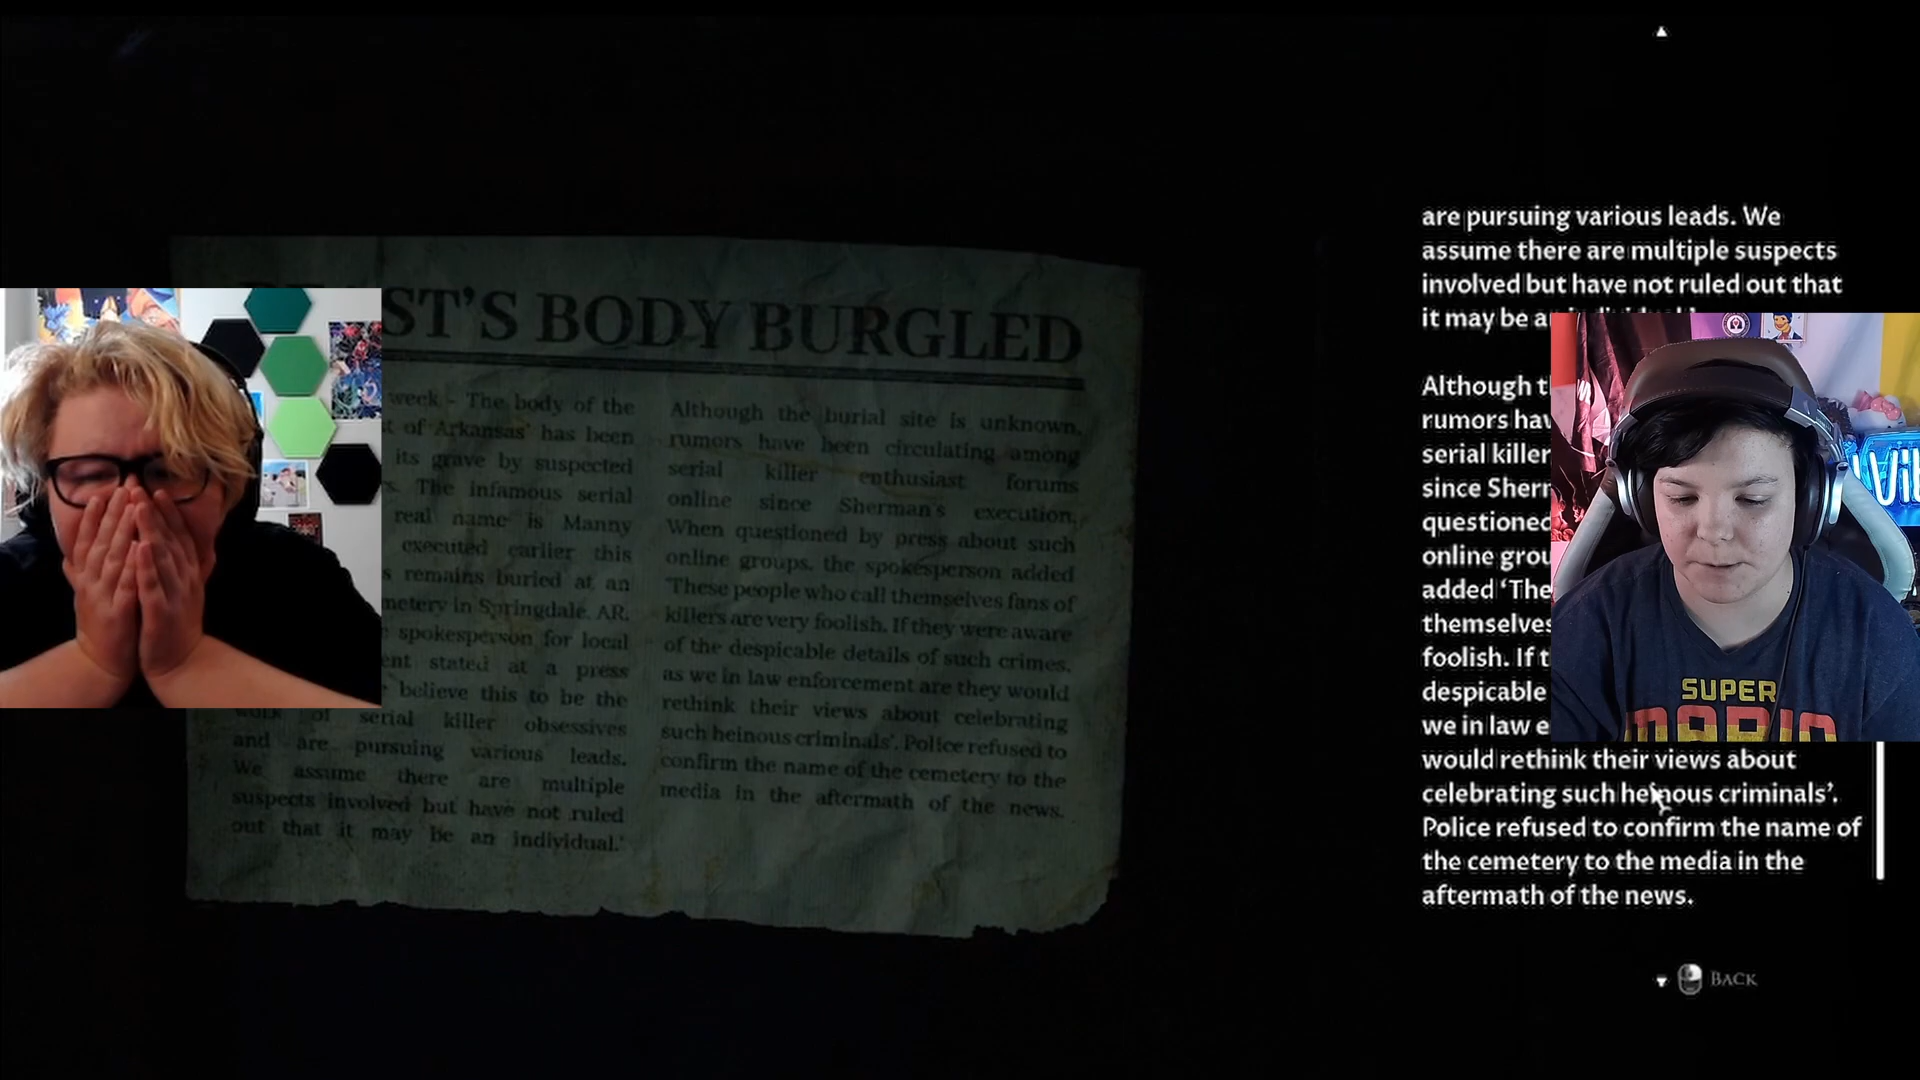 ST'S BODY BURGLED
week - The body of the
of Arkansas' has been
its grave by suspected
The infamous serial
real name is Manny
executed earlier this
remains buried at an
metery in Springdale, AR.
spokesperson for local
stated at a press
believe this to be the
work of serial killer obsessives
and are pursuing various leads.
We assume there are multiple
suspects involved but have not ruled
out that it may be an individual.'
Although the burial site is unknown,
rumors have been circulating among
serial killer enthusiast forums
online since Sherman's execution.
When questioned by press about such
online groups, the spokesperson added
'These people who call themselves fans of
killers are very foolish. If they were aware
of the despicable details of such crimes,
as we in law enforcement are they would
rethink their views about celebrating
such heinous criminals'. Police refused to
confirm the name of the cemetery to the
media in the aftermath of the news.
are pursuing various leads. We
assume there are multiple suspects
involved but have not ruled out that
it may be
Although
rumors
serial killer
since
questioned
online
added
themselves
foolish. If
despicable
we in law
would rethink their views about
celebrating such heinous criminals'.
Police refused to confirm the name of
the cemetery to the media in the
aftermath of the news.
SUPER
MARIO
BACK